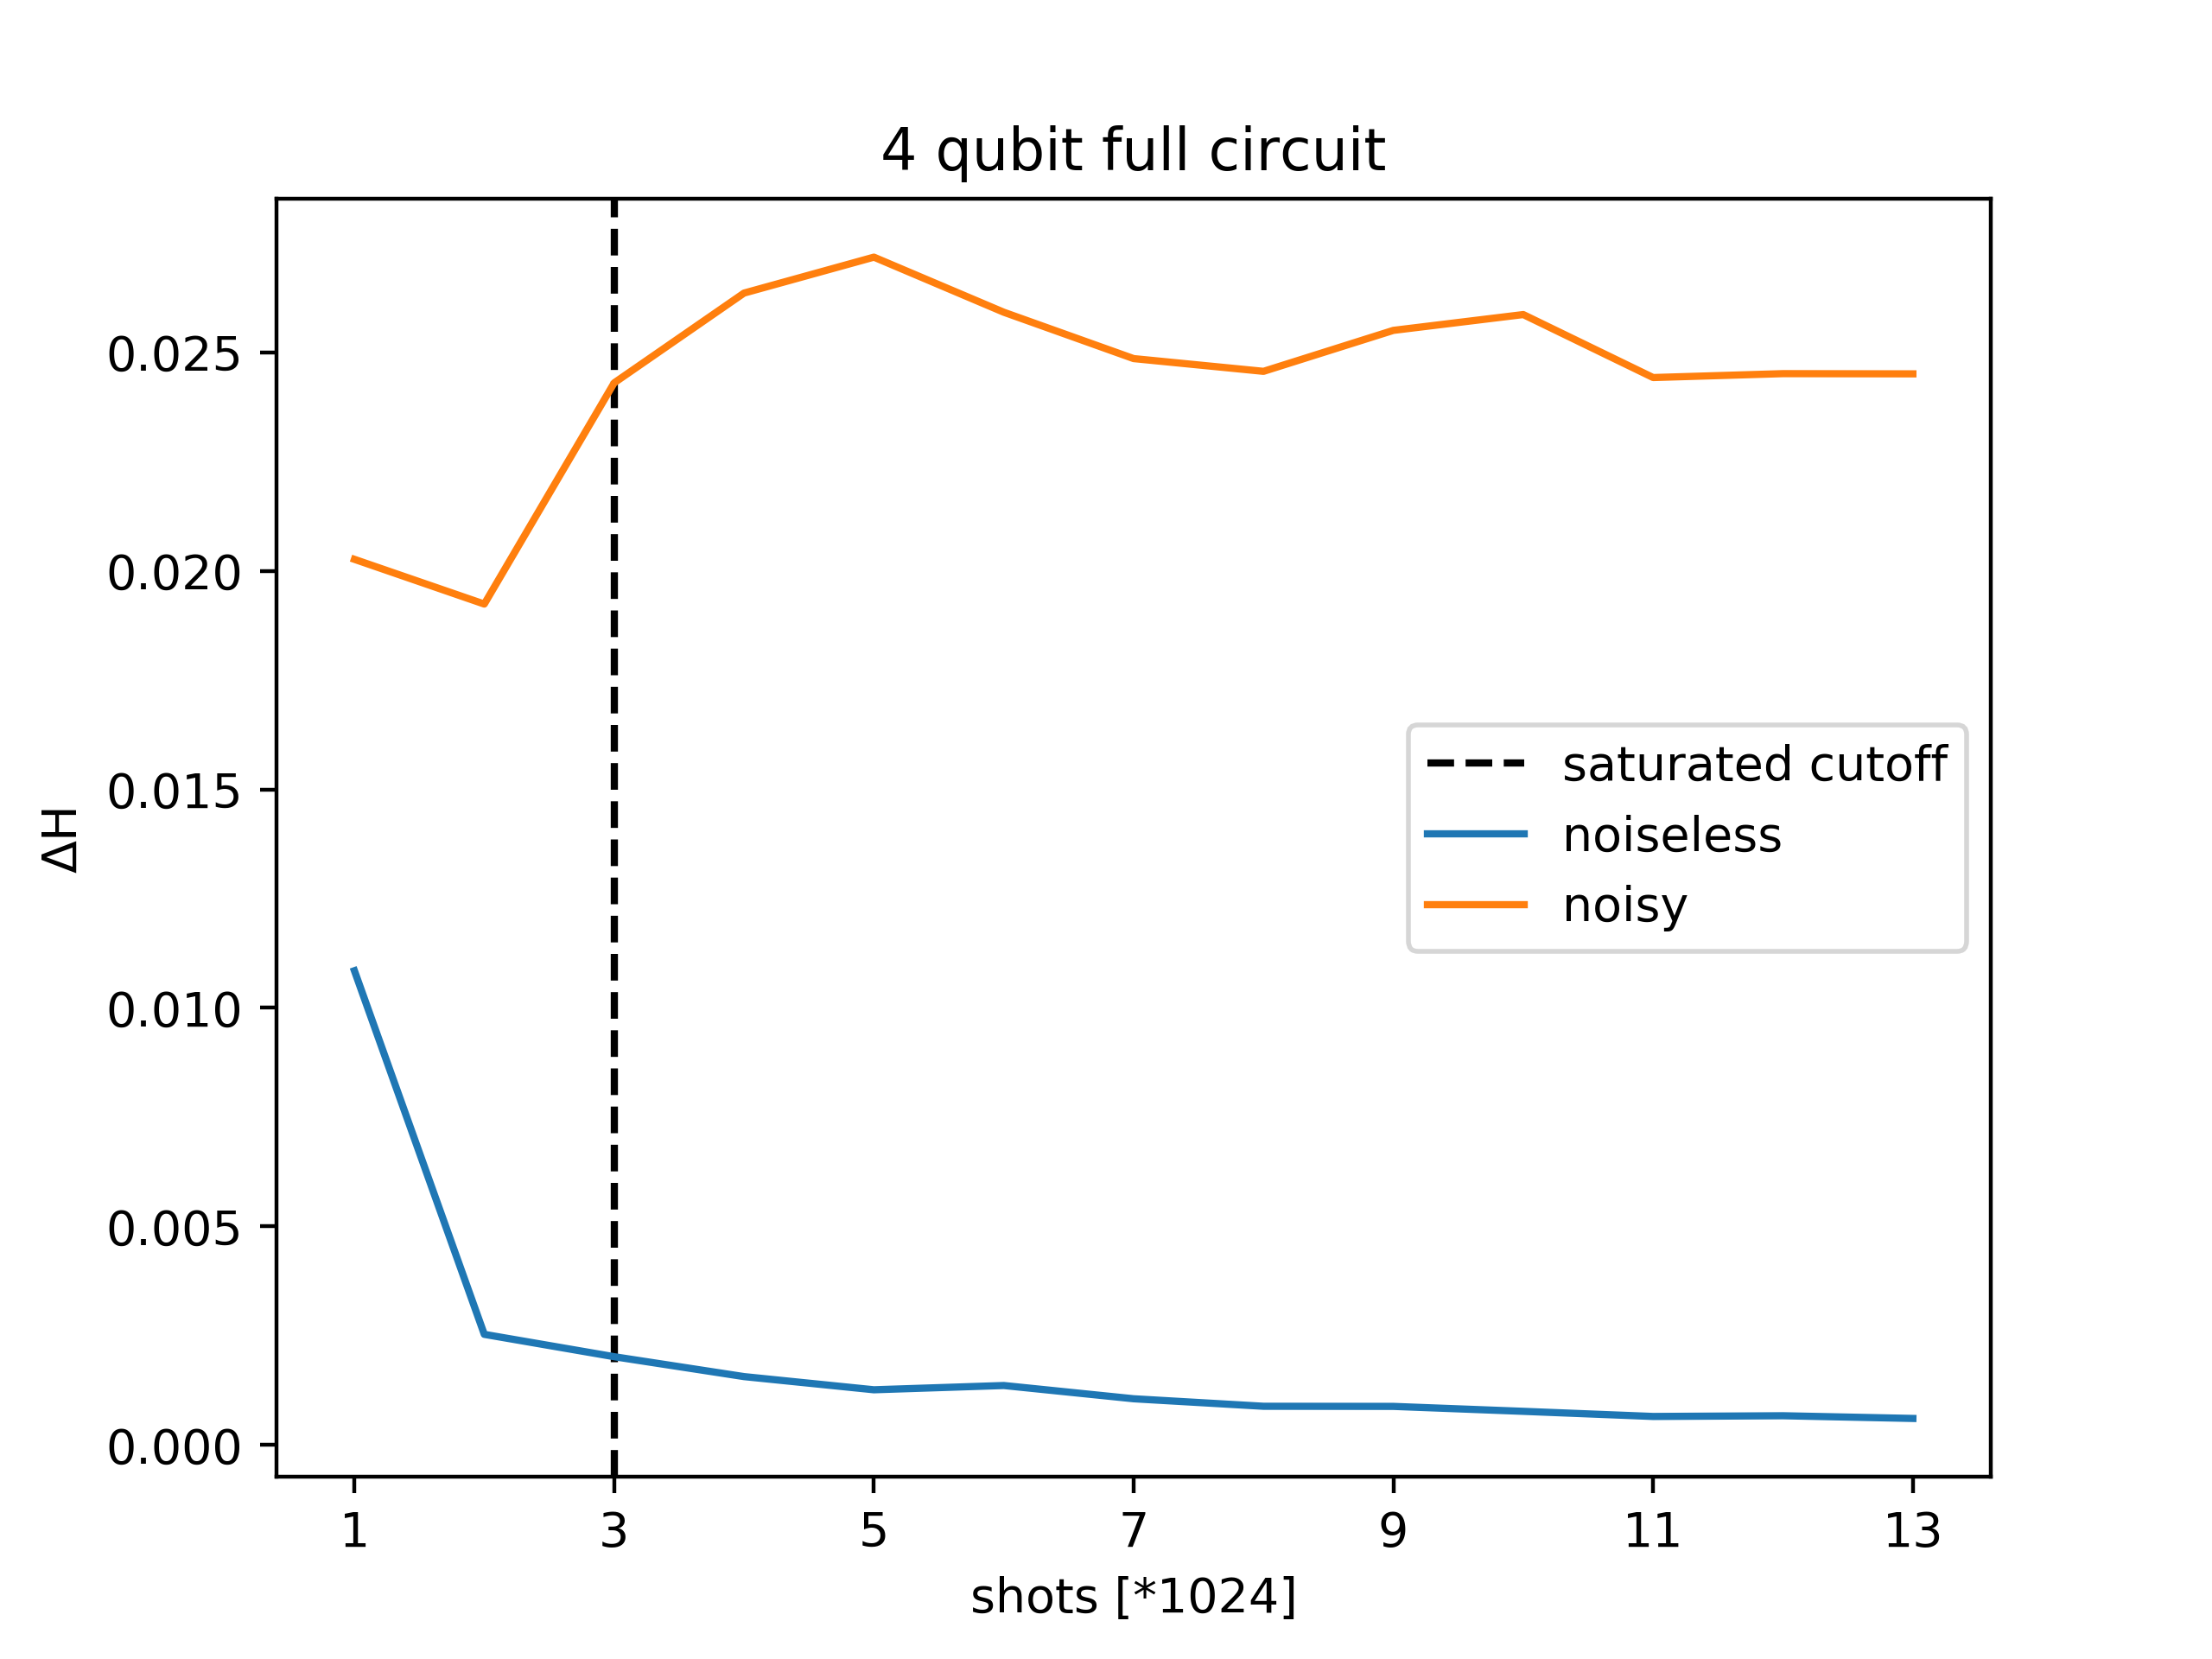 4 qubit full circuit
0.025
0.020
0.015
0.010
0.005
0.000
ΔH
saturated cutoff
noiseless
noisy
1 3 5 7 9 11 13
shots [*1024]